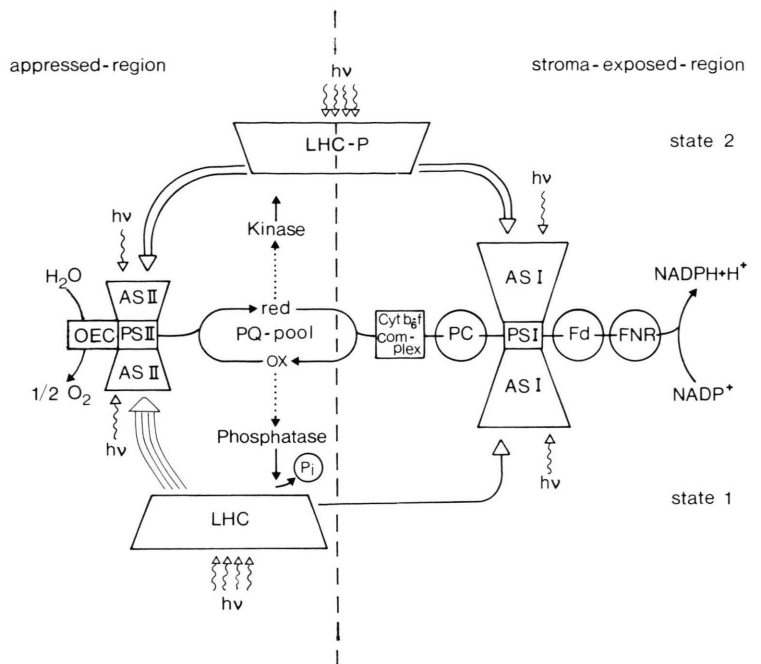 appressed-region
stroma-exposed-region
hν
LHC-P
state 2
hν
hν
Kinase
H₂O
AS II
AS I
NADPH+H⁺
red
OEC
PS II
PQ-pool
Cyt b₆f
com-
plex
PC
PS I
Fd
FNR
OX
AS II
AS I
1/2 O₂
NADP⁺
hν
Phosphatase
Pi
hν
state 1
LHC
hν